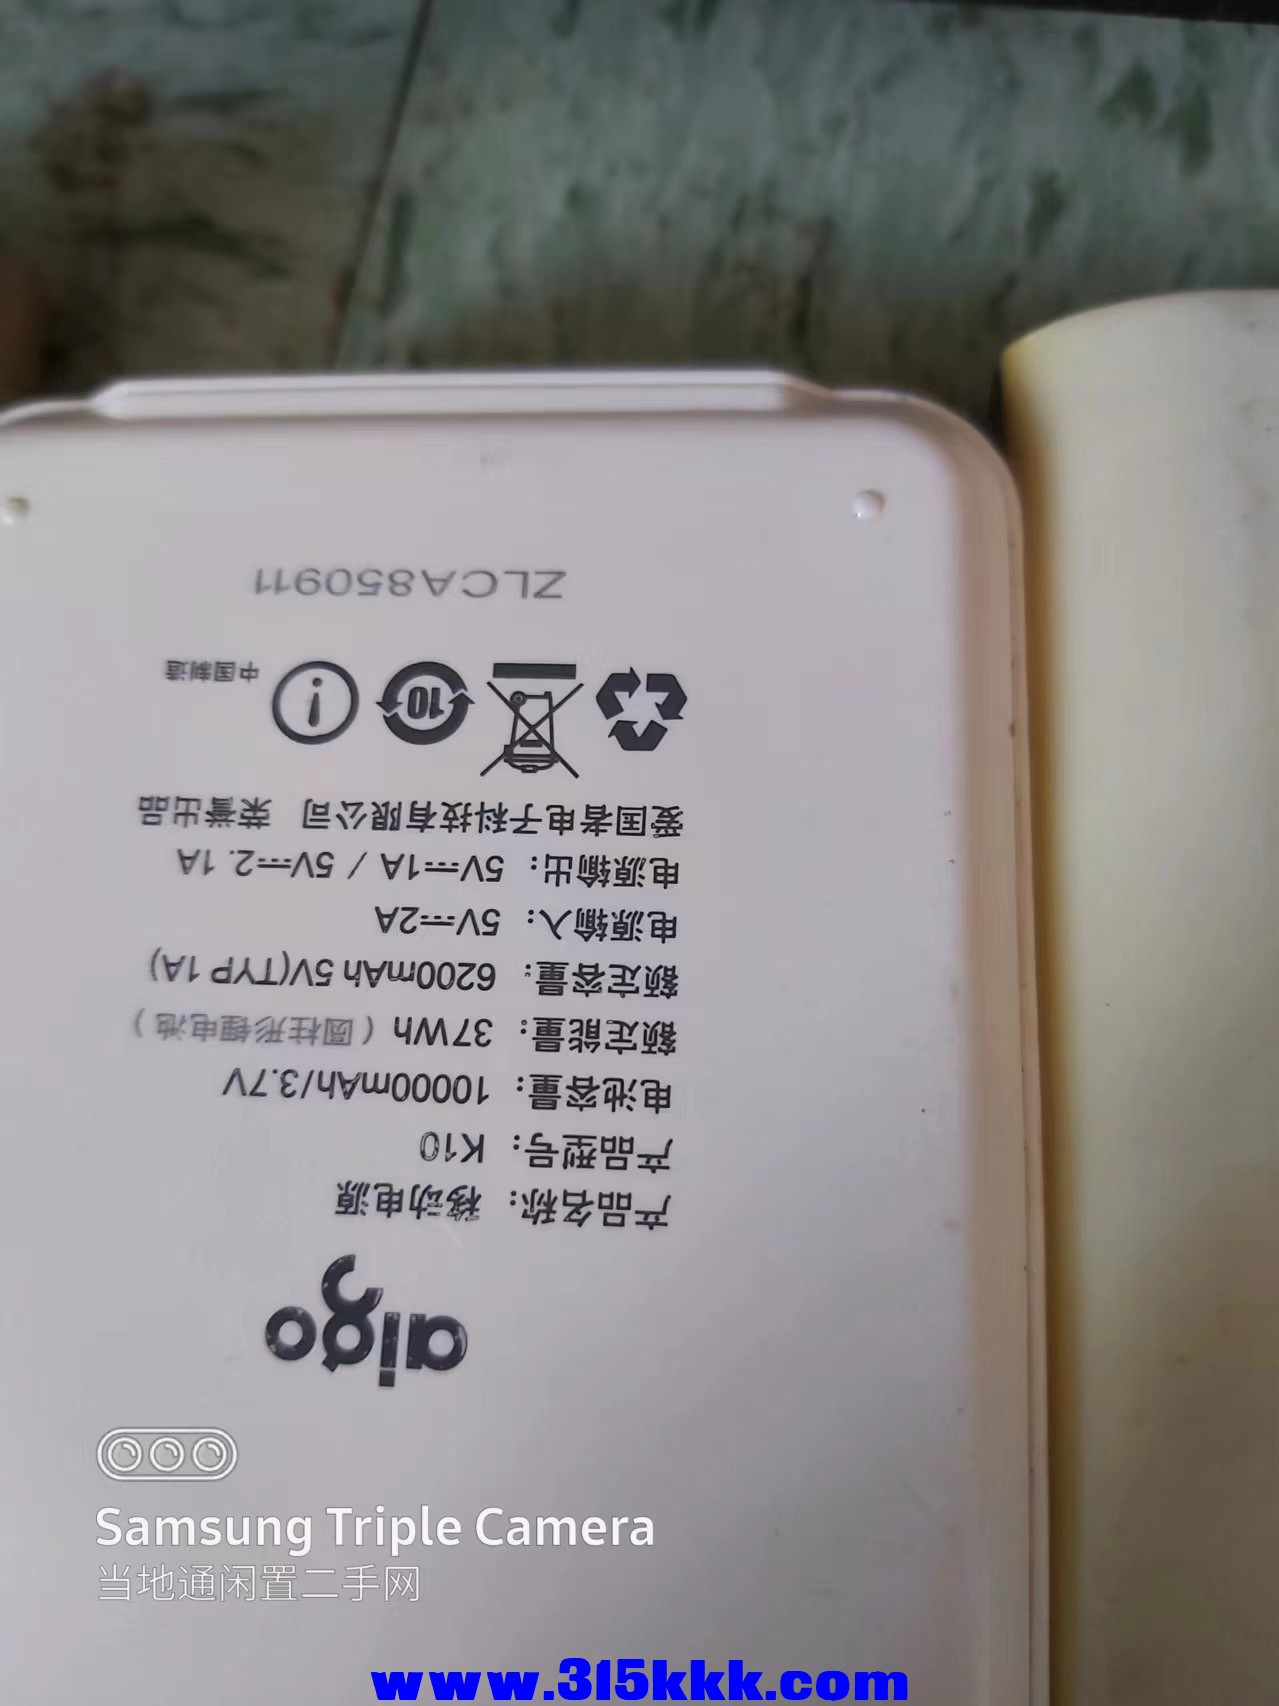 aigo
产品名称：移动电源
产品型号：K10
电池容量：10000mAh/3.7V
额定能量：37Wh（圆柱形锂电池）
额定容量：6200mAh 5V(TYP 1A)
电源输入：5V⎓2A
电源输出：5V⎓1A / 5V⎓2.1A
爱国者电子科技有限公司 荣誉出品
10
中国制造
ZLCA850911
Samsung Triple Camera
当地通闲置二手网
www.315kkk.com